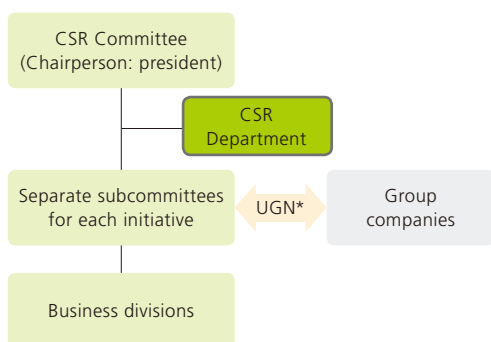 CSR Committee
(Chairperson: president)
CSR
Department
Separate subcommittees
for each initiative
UGN*
Group
companies
Business divisions